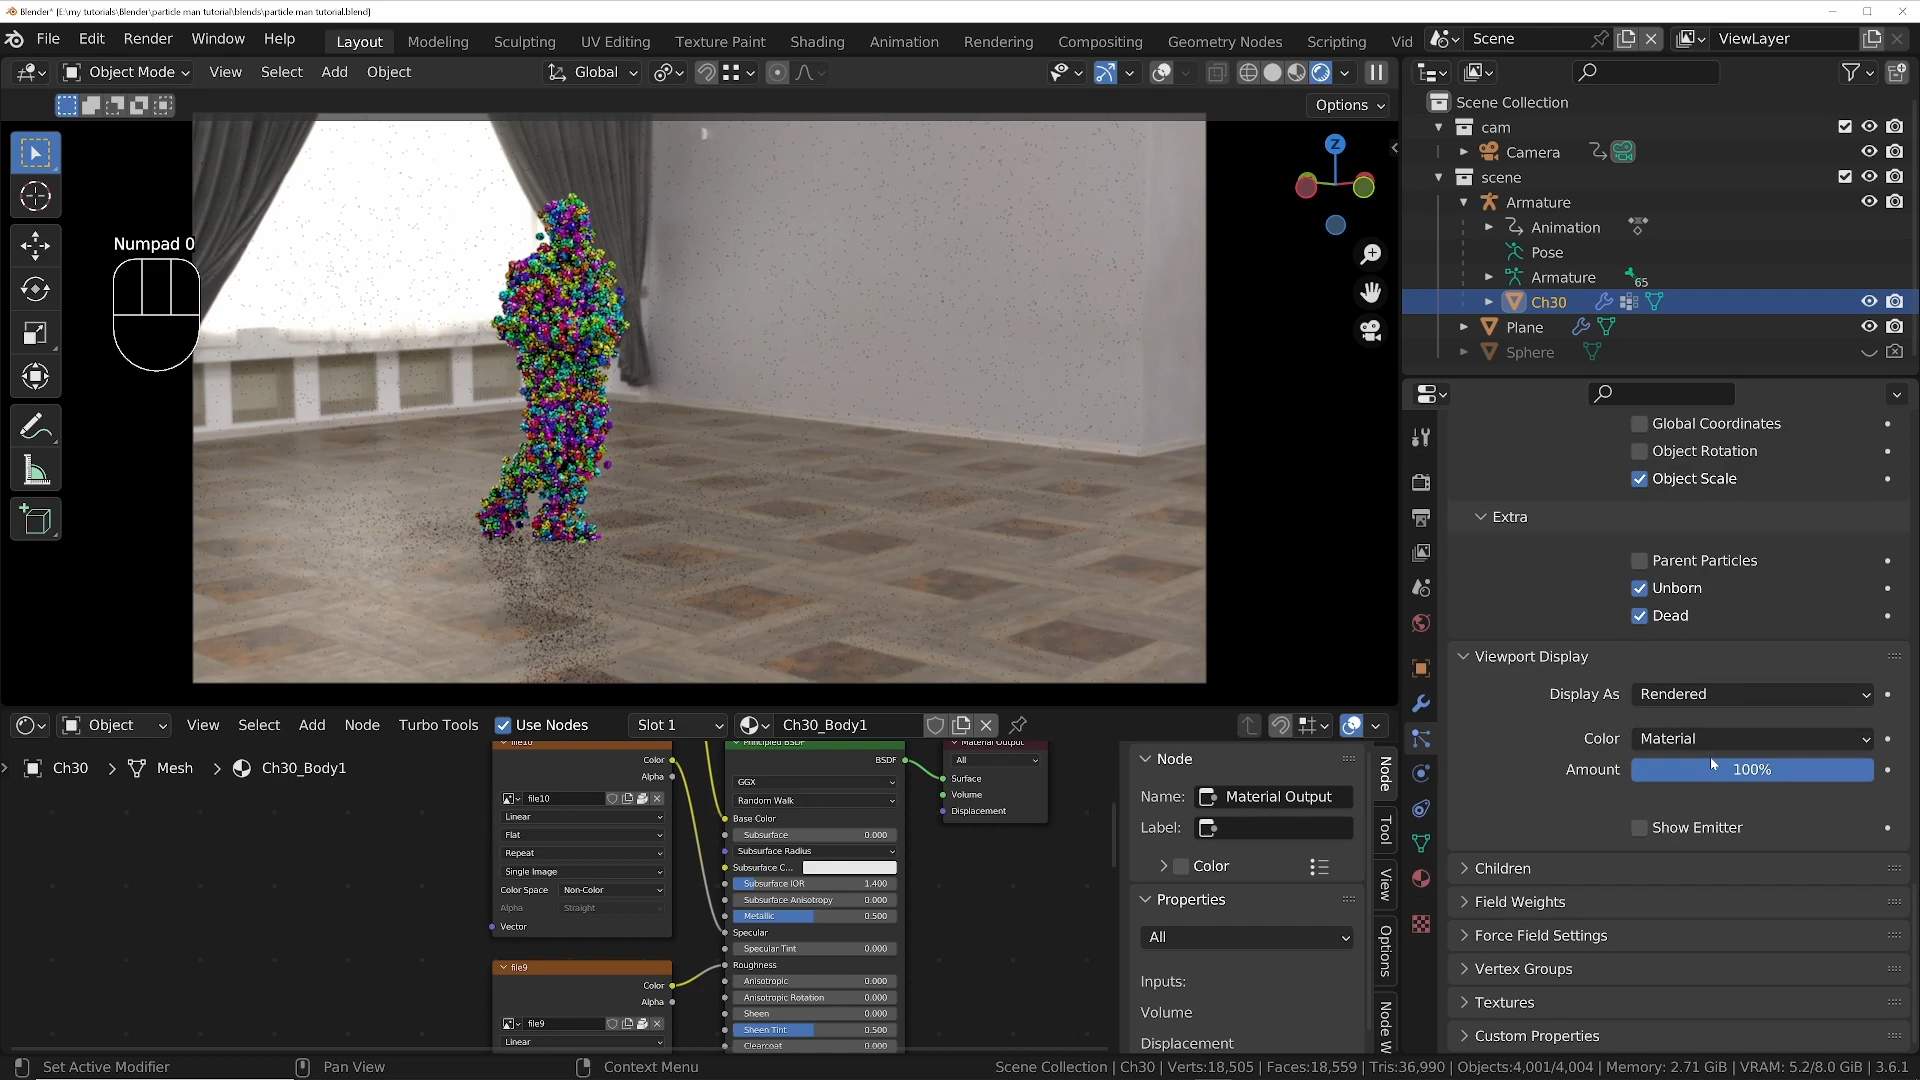 Blender* [E:\my tutorials\Blender\particle man tutorial\blends\particle man tutorial.blend]
File Edit Render Window Help Layout Modeling Sculpting UV Editing Texture Paint Shading Animation Rendering Compositing Geometry Nodes Scripting Vid Scene ViewLayer
Object Mode View Select Add Object Global
Options
Numpad 0
Z
Scene Collection
cam
Camera
scene
Armature
Animation
Pose
Armature 65
Ch30
Plane
Sphere
Global Coordinates
Object Rotation
Object Scale
Extra
Parent Particles
Unborn
Dead
Viewport Display
Display As Rendered
Color Material
Amount 100%
Show Emitter
Children
Field Weights
Force Field Settings
Vertex Groups
Textures
Custom Properties
Object View Select Add Node Turbo Tools Use Nodes Slot 1 Ch30_Body1
Ch30 > Mesh > Ch30_Body1
file10
Color
Alpha
file10
Linear
Flat
Repeat
Single Image
Color Space Non-Color
Alpha Straight
Vector
file9
Color
Alpha
file9
Linear
Principled BSDF
BSDF
GGX
Random Walk
Base Color
Subsurface 0.000
Subsurface Radius
Subsurface C...
Subsurface IOR 1.400
Subsurface Anisotropy 0.000
Metallic 0.500
Specular
Specular Tint 0.000
Roughness
Anisotropic 0.000
Anisotropic Rotation 0.000
Sheen 0.000
Sheen Tint 0.500
Clearcoat 0.000
Material Output
All
Surface
Volume
Displacement
Node
Name: Material Output
Label:
Color
Properties
All
Inputs:
Volume
Displacement
Node
Tool
View
Options
Node W
Set Active Modifier Pan View Context Menu Scene Collection | Ch30 | Verts:18,505 | Faces:18,559 | Tris:36,990 | Objects:4,001/4,004 | Memory: 2.71 GiB | VRAM: 5.2/8.0 GiB | 3.6.1